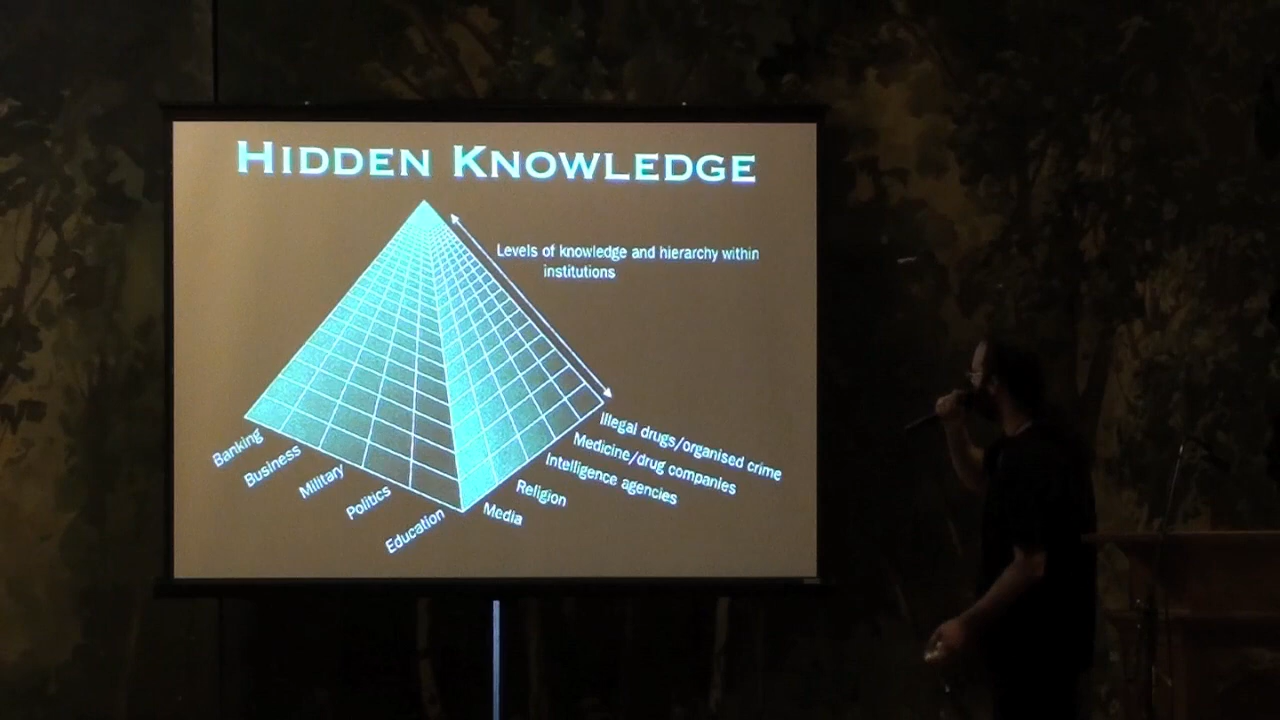 HIDDEN KNOWLEDGE
Levels of knowledge and hierarchy within
institutions
Banking
Business
Military
Politics
Education
Illegal drugs/organised crime
Medicine/drug companies
Intelligence agencies
Religion
Media